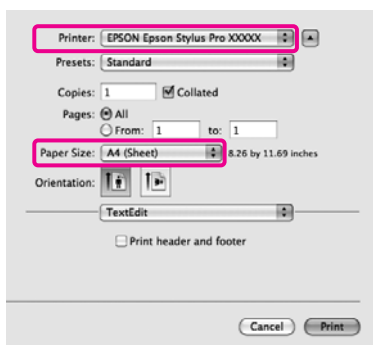 Printer: EPSON Epson Stylus Pro XXXXX
Presets: Standard
Copies: 1 Collated
Pages: All
From: 1 to: 1
Paper Size: A4 (Sheet) 8.26 by 11.69 inches
Orientation:
TextEdit
Print header and footer
Cancel Print